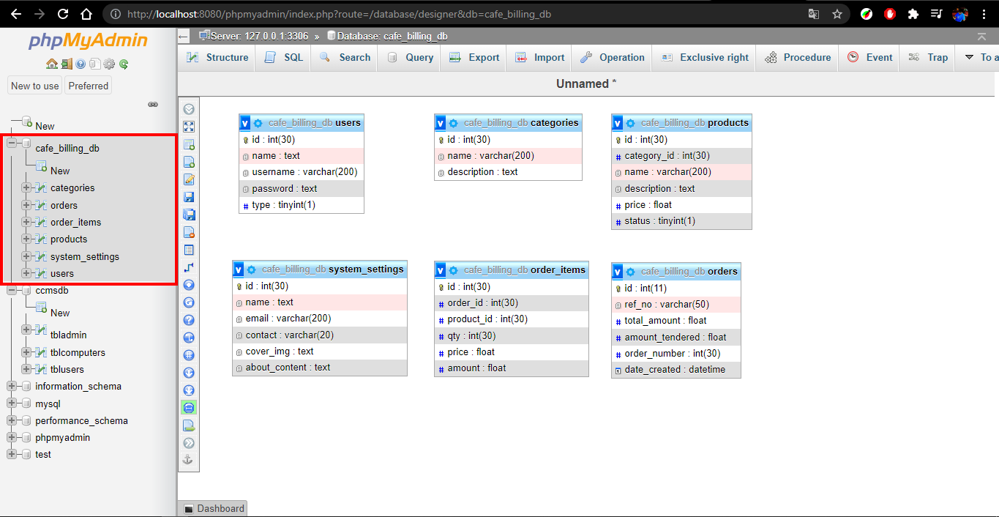 http://localhost:8080/phpmyadmin/index.php?route=/database/designer&db=cafe_billing_db
phpMyAdmin
New to use Preferred
New
cafe_billing_db
New
categories
orders
order_items
products
system_settings
users
ccmsdb
New
tbladmin
tblcomputers
tblusers
information_schema
mysql
performance_schema
phpmyadmin
test
Server: 127.0.0.1:3306 » Database: cafe_billing_db
Structure SQL Search Query Export Import Operation Exclusive right Procedure Event Trap To a
Unnamed *
cafe_billing_db users
id : int(30)
name : text
username : varchar(200)
password : text
type : tinyint(1)
cafe_billing_db categories
id : int(30)
name : varchar(200)
description : text
cafe_billing_db products
id : int(30)
category_id : int(30)
name : varchar(200)
description : text
price : float
status : tinyint(1)
cafe_billing_db system_settings
id : int(30)
name : text
email : varchar(200)
contact : varchar(20)
cover_img : text
about_content : text
cafe_billing_db order_items
id : int(30)
order_id : int(30)
product_id : int(30)
qty : int(30)
price : float
amount : float
cafe_billing_db orders
id : int(11)
ref_no : varchar(50)
total_amount : float
amount_tendered : float
order_number : int(30)
date_created : datetime
Dashboard